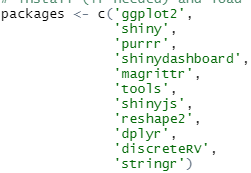 # Install (if needed) and load
packages <- c('ggplot2',
'shiny',
'purrr',
'shinydashboard',
'magrittr',
'tools',
'shinyjs',
'reshape2',
'dplyr',
'discreteRV',
'stringr')